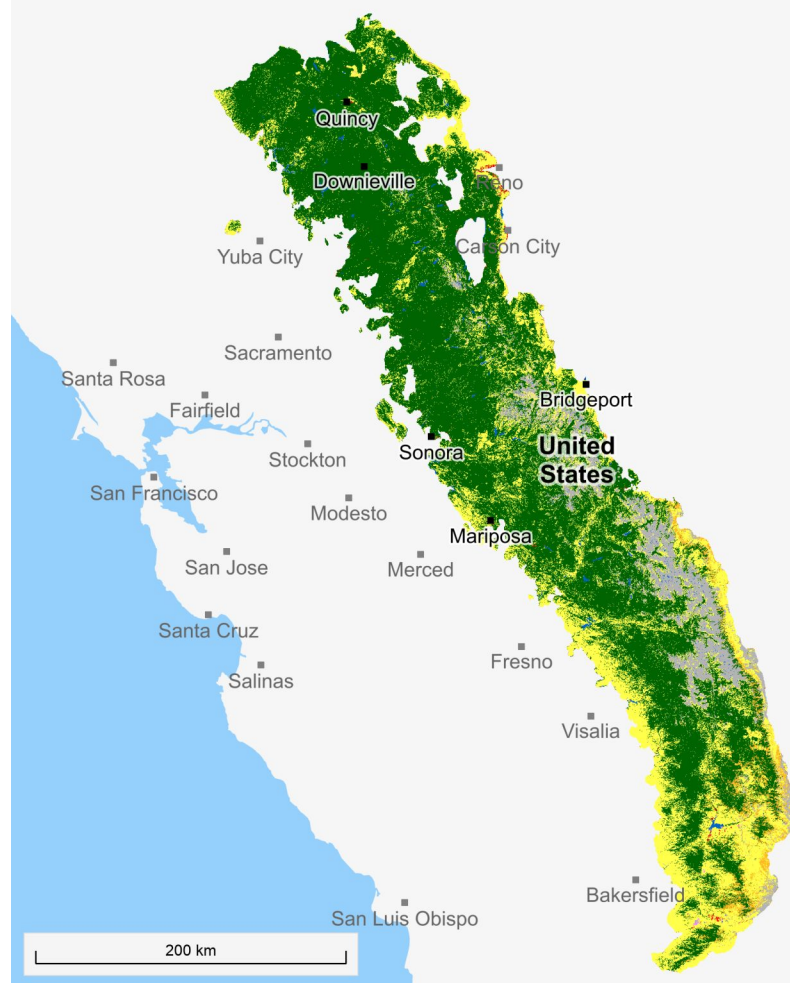 Quincy
Downieville
Reno
Yuba City
Carson City
Sacramento
Santa Rosa
Fairfield
Bridgeport
Stockton
Sonora
United
States
San Francisco
Modesto
Mariposa
San Jose
Merced
Santa Cruz
Fresno
Salinas
Visalia
Bakersfield
San Luis Obispo
200 km